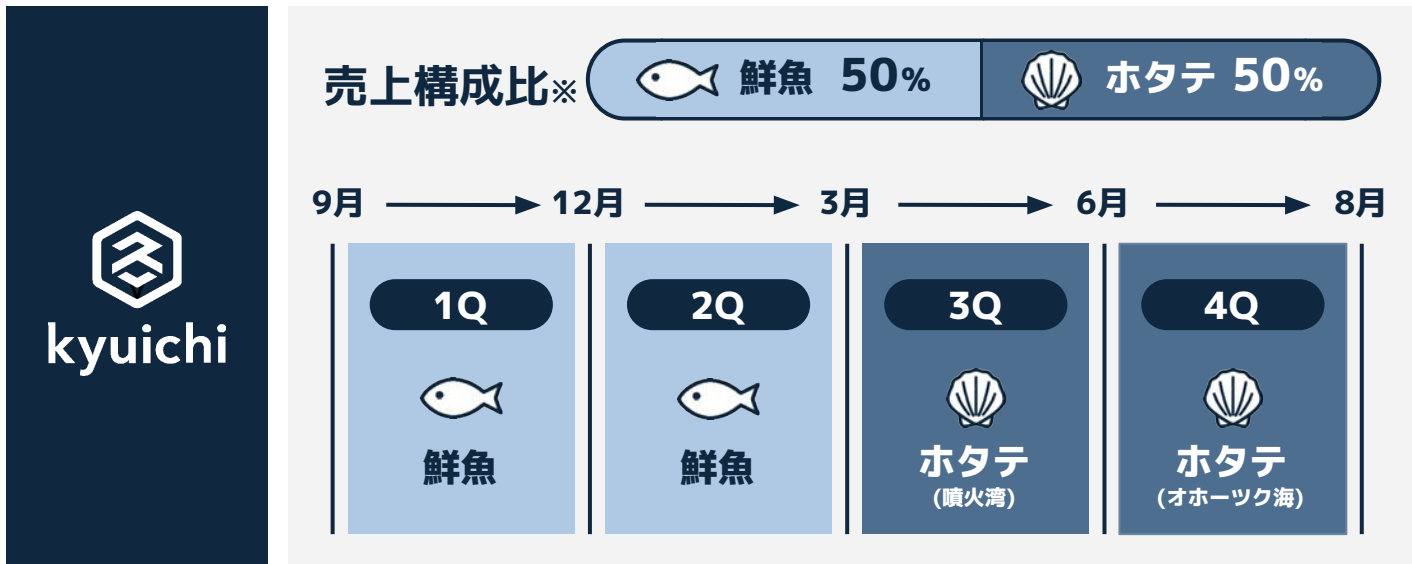 売上構成比※ 鮮魚 50% ホタテ 50%
9月 12月 3月 6月 8月
kyuichi
1Q 2Q 3Q 4Q
鮮魚 鮮魚 ホタテ ホタテ
(噴火湾) (オホーツク海)